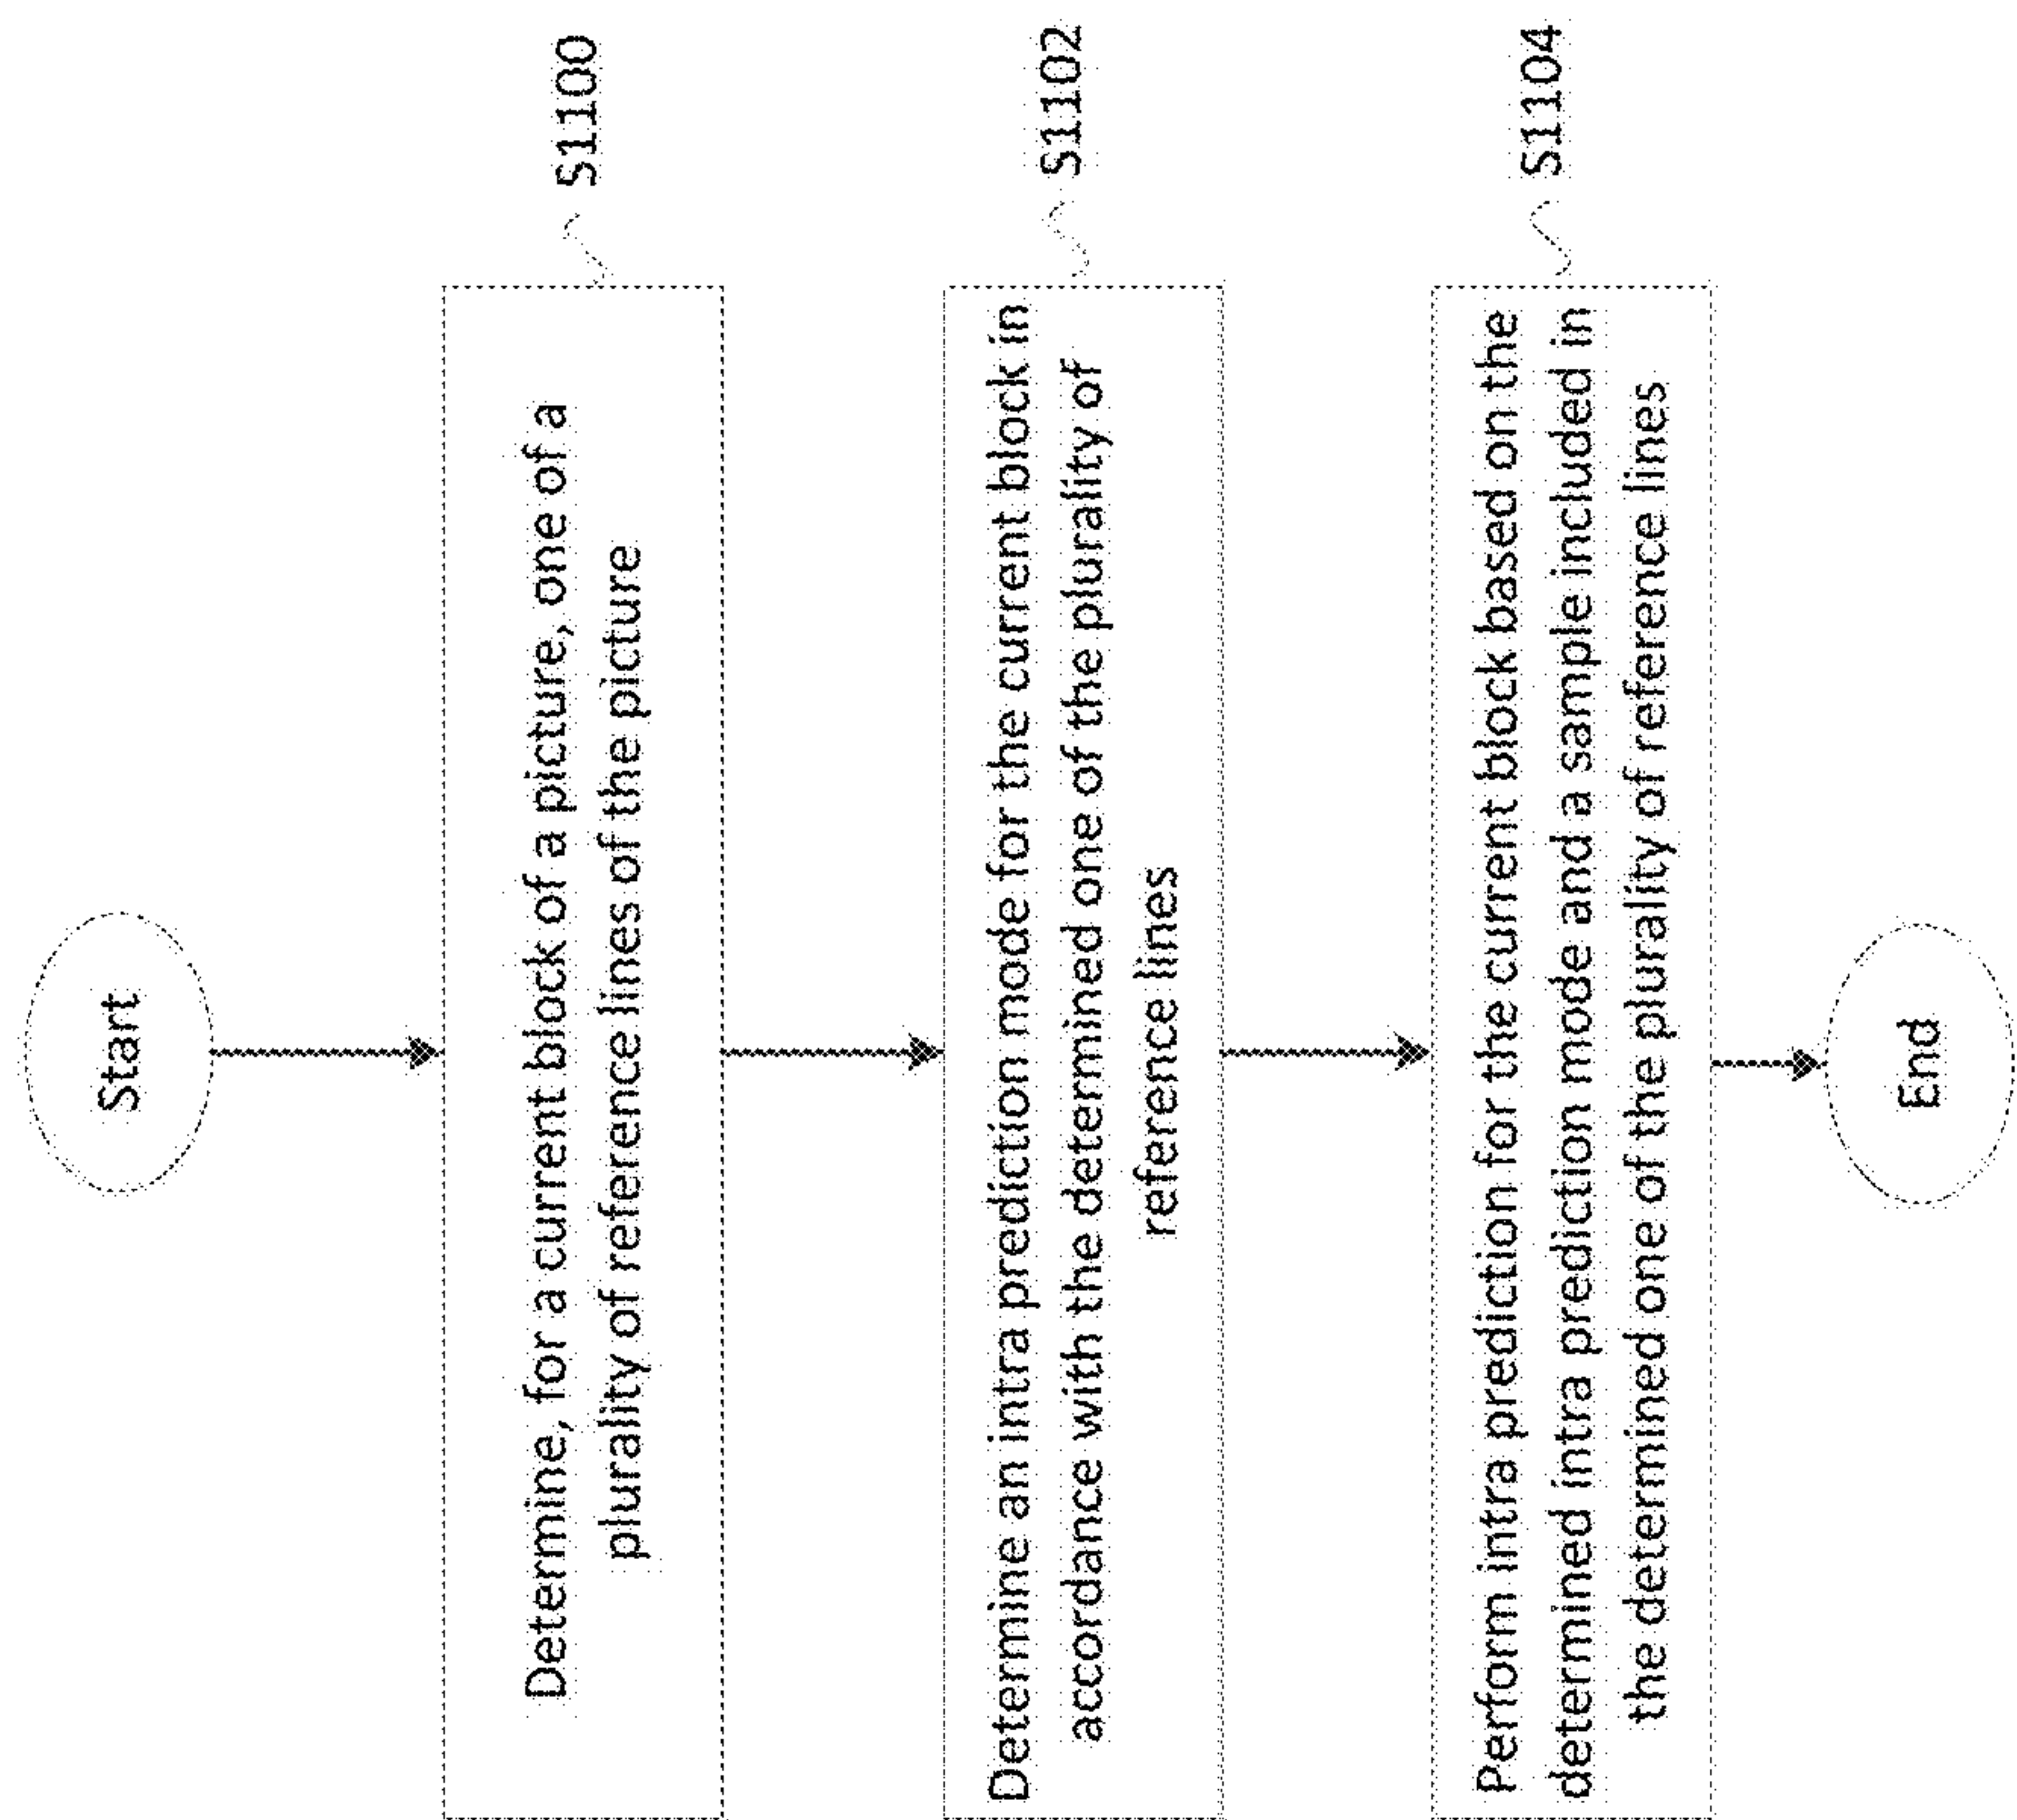 Start
Determine, for a current block of a picture, one of a
plurality of reference lines of the picture
S1100
Determine an intra prediction mode for the current block in
accordance with the determined one of the plurality of
reference lines
S1102
Perform intra prediction for the current block based on the
determined intra prediction mode and a sample included in
the determined one of the plurality of reference lines
S1104
End